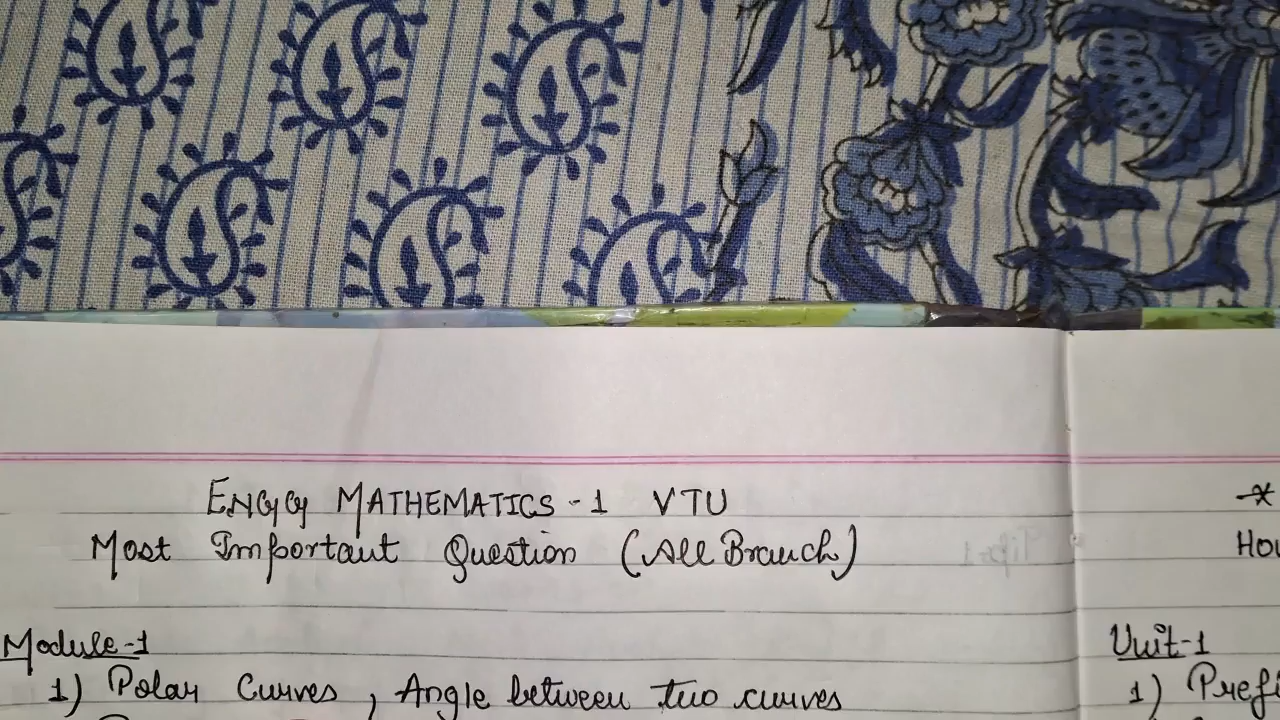 ENGG MATHEMATICS - 1 VTU
Most Important Question (All Branch)
Module-1
1) Polar Curves , Angle between two curves
Unit-1
1)